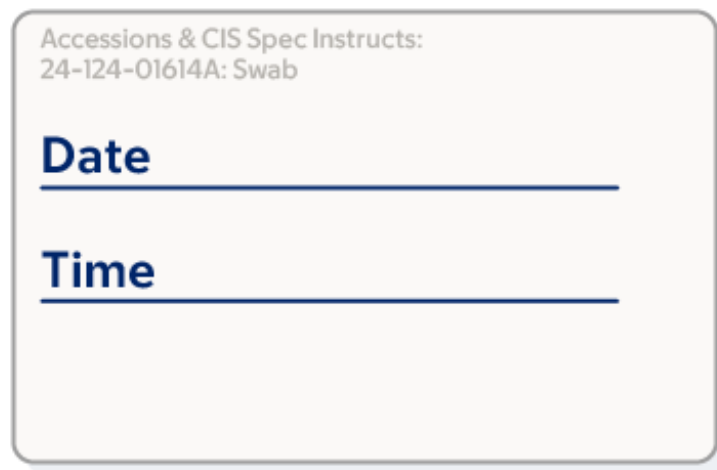 Accessions & CIS Spec Instructs:
24-124-01614A: Swab
Date
Time